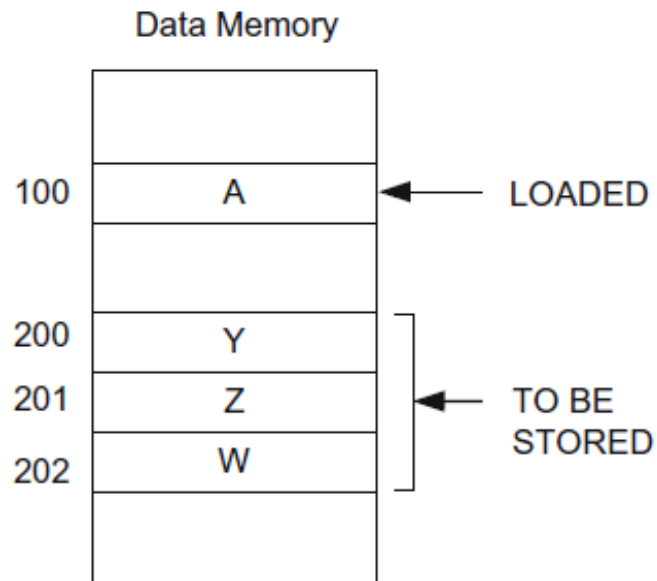 Data Memory
100 A LOADED
200 Y
201 Z TO BE
STORED
202 W